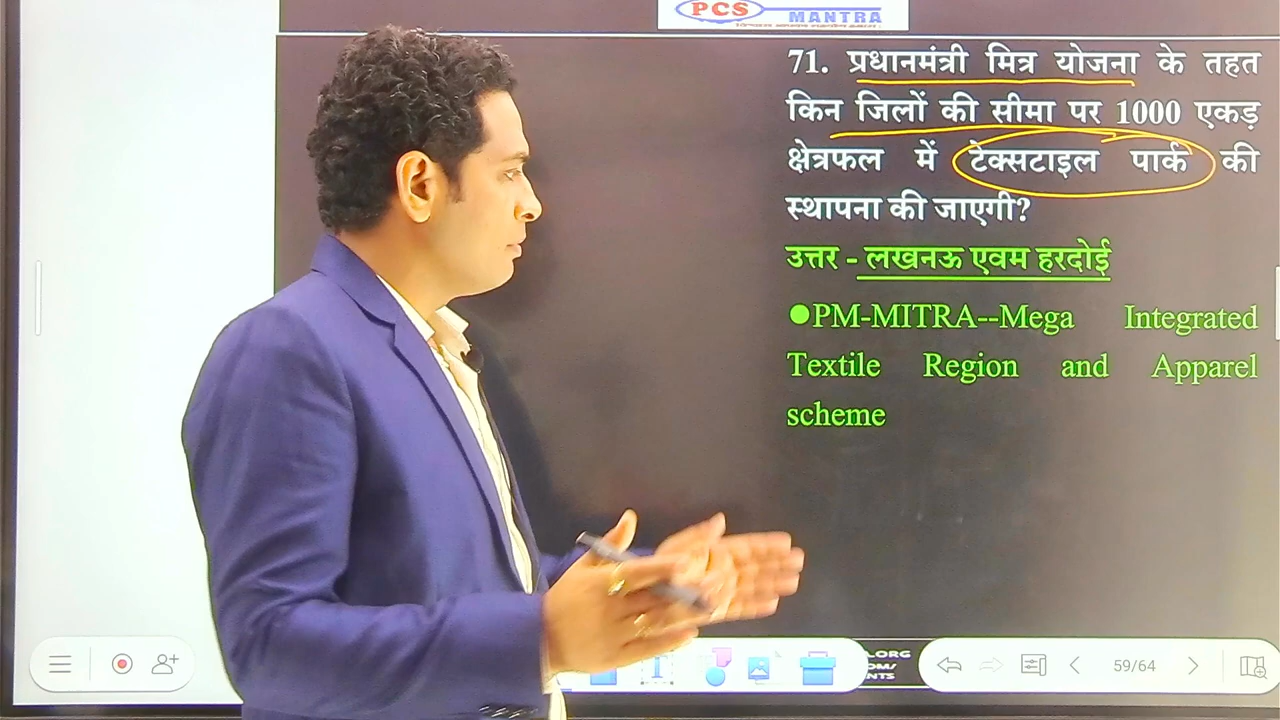 PCS
MANTRA
71. प्रधानमंत्री मित्र योजना के तहत
किन जिलों की सीमा पर 1000 एकड़
क्षेत्रफल में टेक्सटाइल पार्क की
स्थापना की जाएगी?
उत्तर - लखनऊ एवम हरदोई
●PM-MITRA--Mega Integrated
Textile Region and Apparel
scheme
59/64